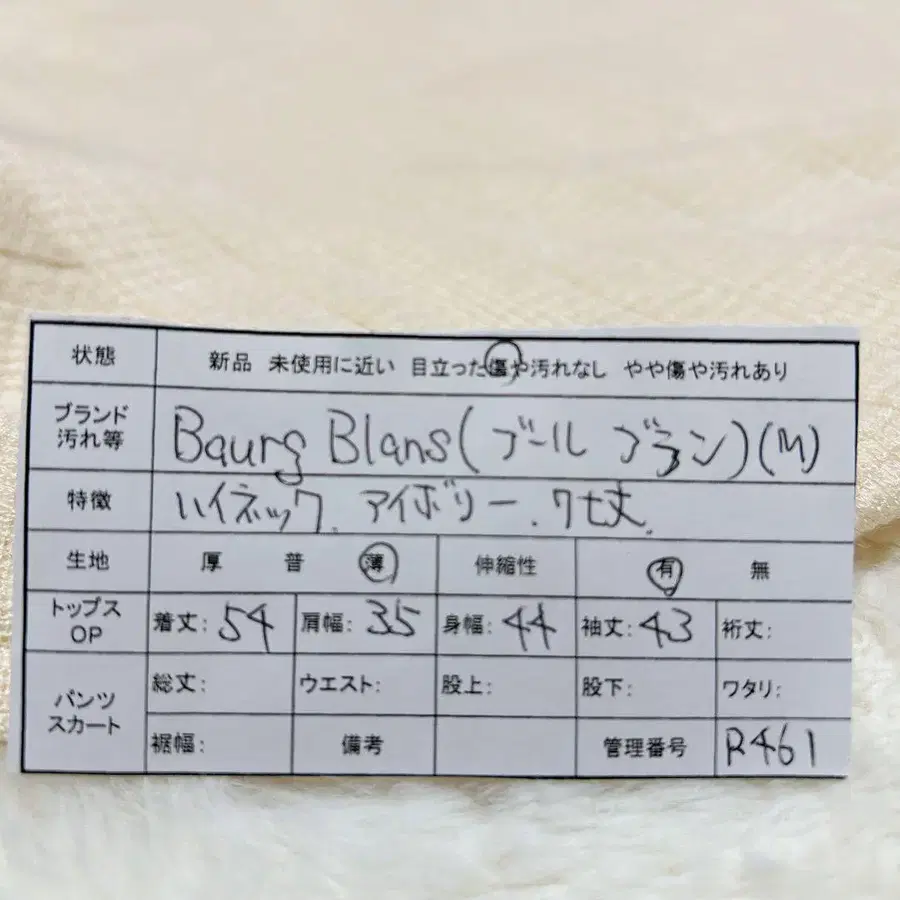 状態 新品 未使用に近い 目立った傷や汚れなし やや傷や汚れあり
ブランド
汚れ等 Baurg Blans(ブール ブラン)(M)
特徴 ハイネック、アイボリー、7七丈、
生地 厚 普 薄 伸縮性 有 無
トップス
OP 着丈: 54 肩幅: 35 身幅: 44 袖丈: 43 裄丈:
パンツ
スカート 総丈: ウエスト: 股上: 股下: ワタリ:
裾幅: 備考 管理番号 R461